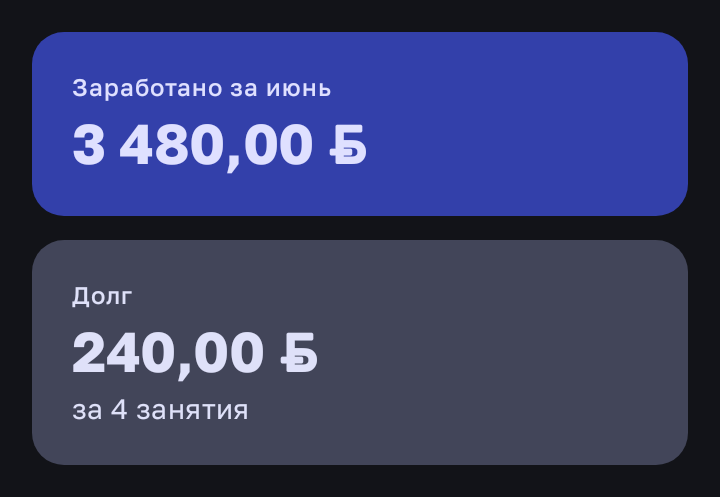 Заработано за июнь
3 480,00 Б
Долг
240,00 Б
за 4 занятия